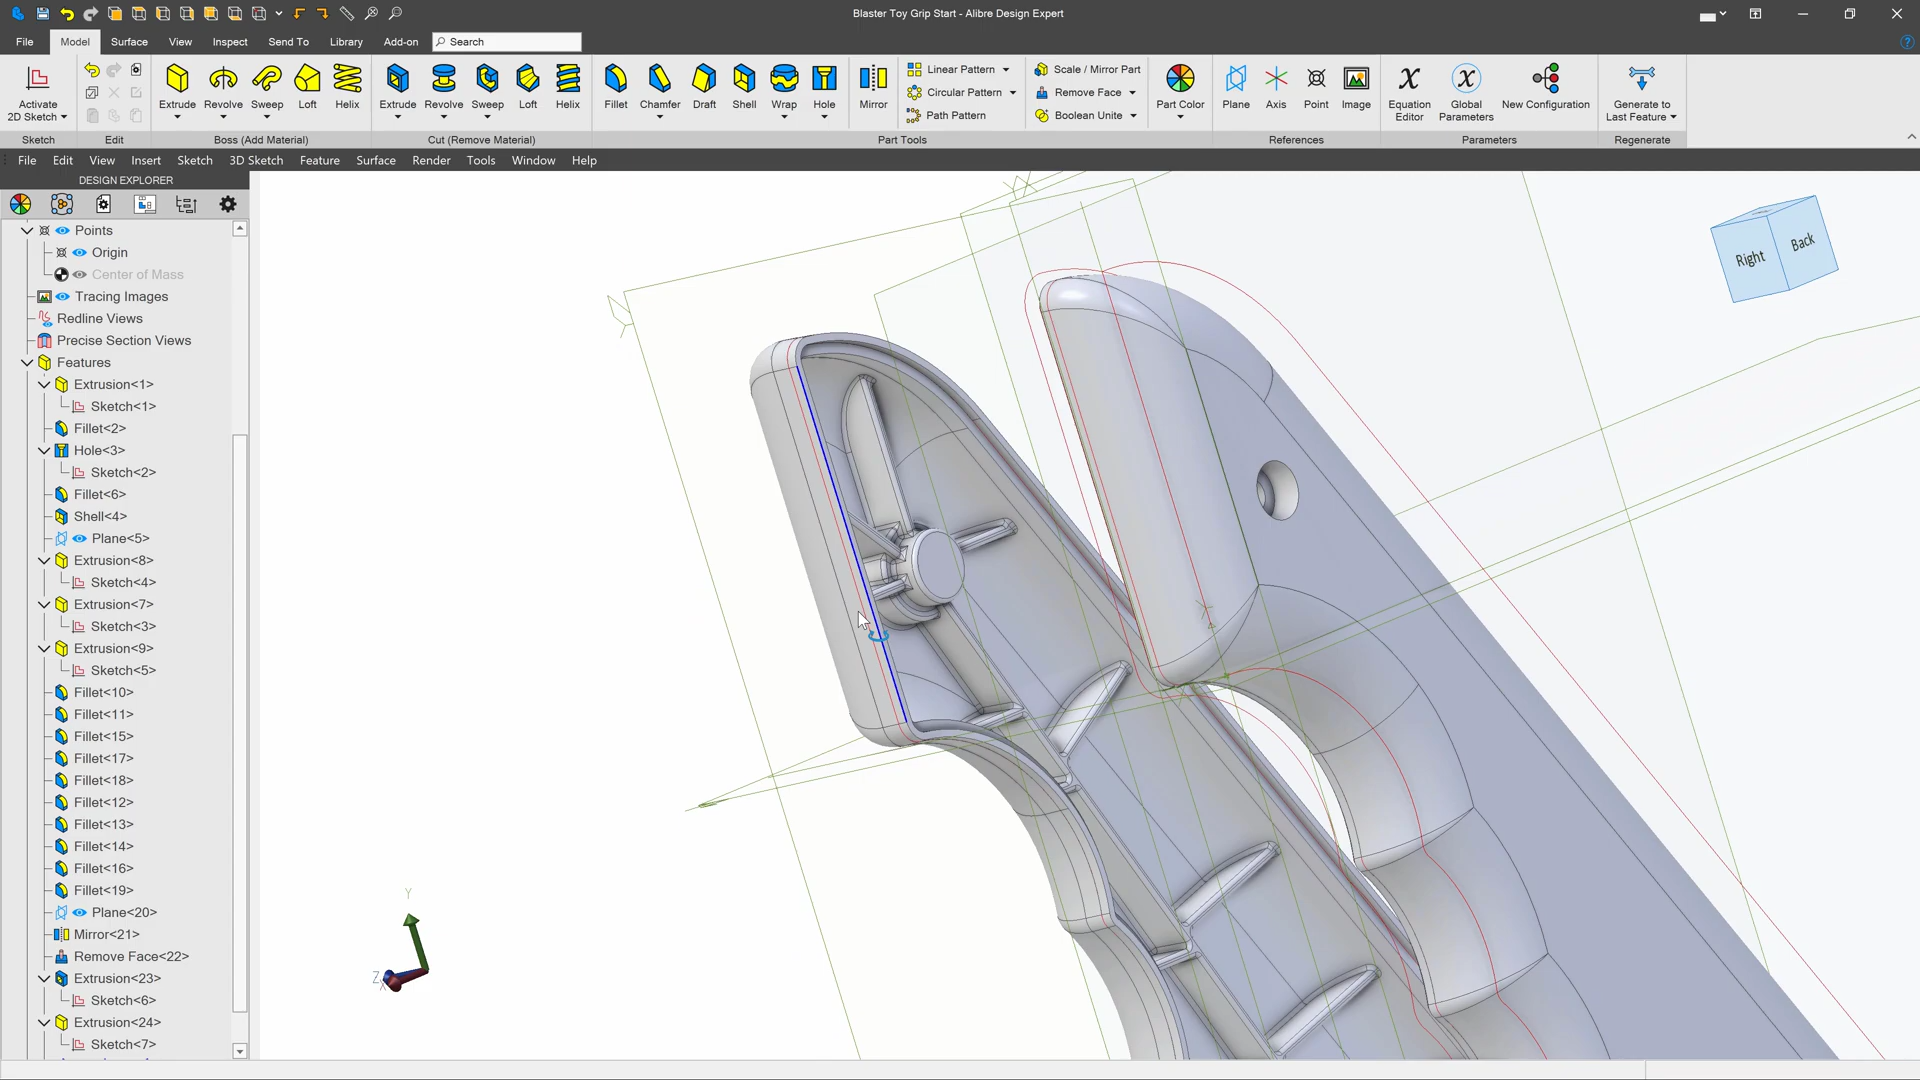 Blaster Toy Grip Start - Alibre Design Expert
File Model Surface View Inspect Send To Library Add-on Search
Activate 2D Sketch
Extrude Revolve Sweep Loft Helix
Extrude Revolve Sweep Loft Helix
Fillet Chamfer Draft Shell Wrap Hole Mirror
Linear Pattern
Circular Pattern
Path Pattern
Scale / Mirror Part
Remove Face
Boolean Unite
Part Color
Plane Axis Point Image
Equation Editor
Global Parameters
New Configuration
Generate to Last Feature
Sketch Edit Boss (Add Material) Cut (Remove Material) Part Tools References Parameters Regenerate
File Edit View Insert Sketch 3D Sketch Feature Surface Render Tools Window Help
DESIGN EXPLORER
Points
Origin
Center of Mass
Tracing Images
Redline Views
Precise Section Views
Features
Extrusion<1>
Sketch<1>
Fillet<2>
Hole<3>
Sketch<2>
Fillet<6>
Shell<4>
Plane<5>
Extrusion<8>
Sketch<4>
Extrusion<7>
Sketch<3>
Extrusion<9>
Sketch<5>
Fillet<10>
Fillet<11>
Fillet<15>
Fillet<17>
Fillet<18>
Fillet<12>
Fillet<13>
Fillet<14>
Fillet<16>
Fillet<19>
Plane<20>
Mirror<21>
Remove Face<22>
Extrusion<23>
Sketch<6>
Extrusion<24>
Sketch<7>
Right Back
Y
Z
X